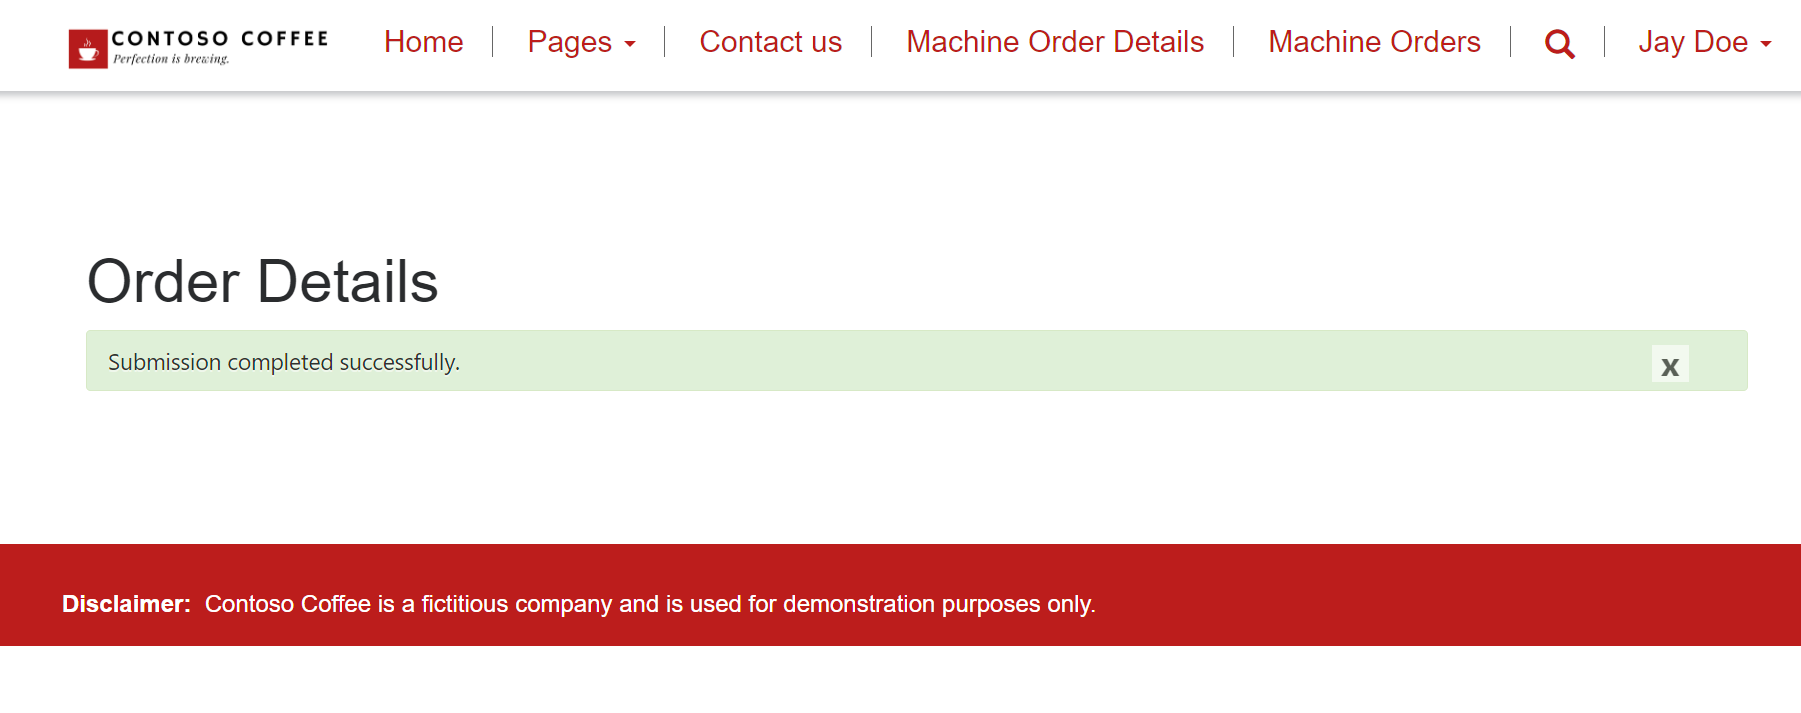 CONTOSO COFFEE
Perfection is brewing.
Home
Pages
Contact us
Machine Order Details
Machine Orders
Jay Doe
Order Details
Submission completed successfully.
x
Disclaimer: Contoso Coffee is a fictitious company and is used for demonstration purposes only.